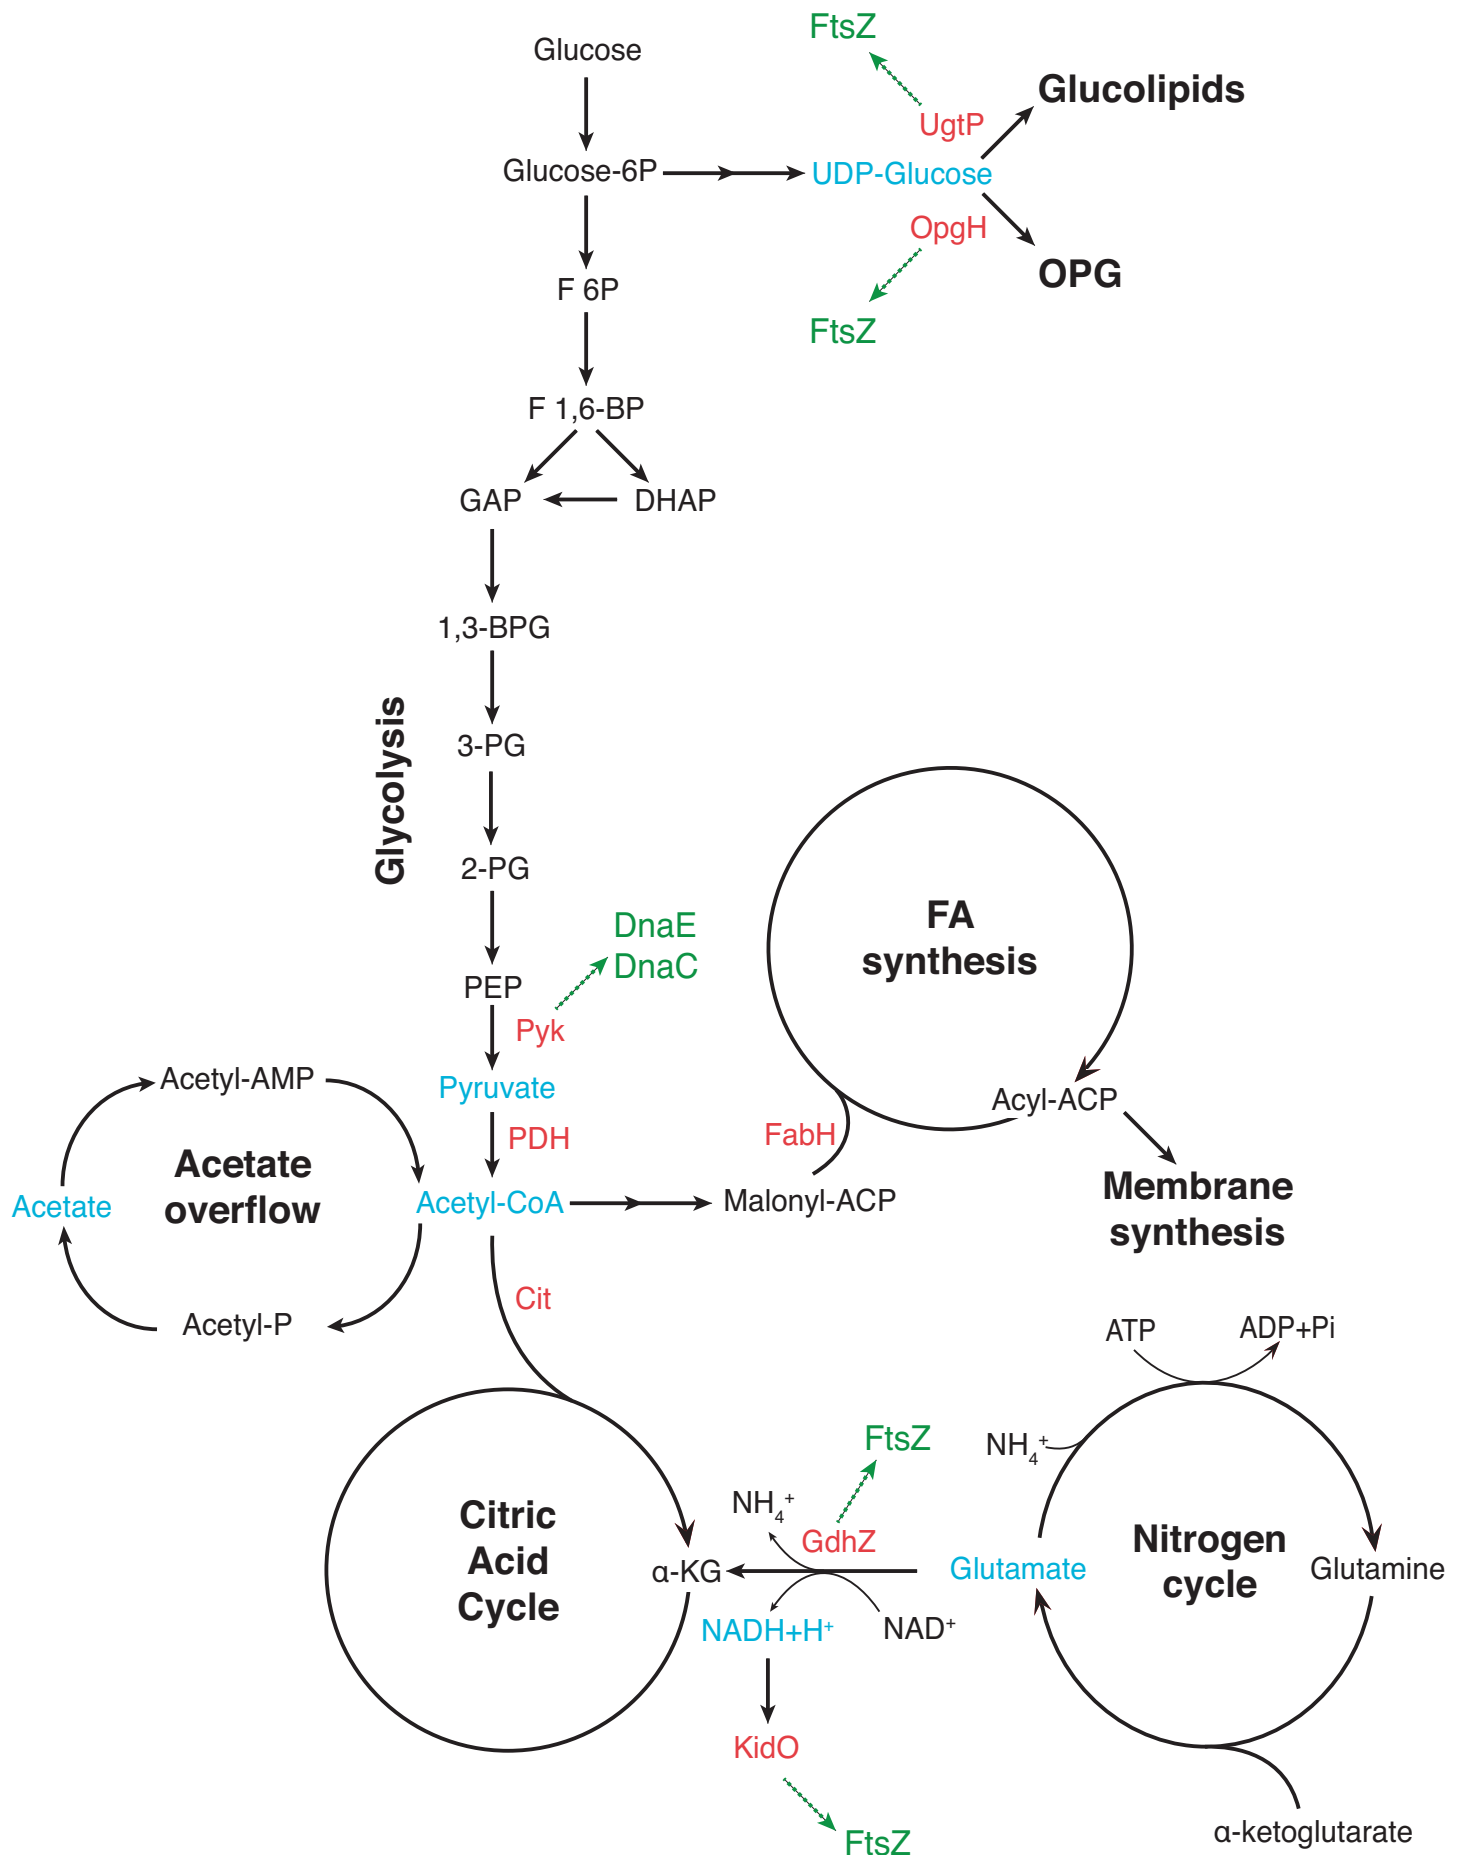 FtsZ
Glucose
Glucolipids
UgtP
Glucose-6P
UDP-Glucose
OpgH
OPG
F 6P
FtsZ
F 1,6-BP
GAP
DHAP
1,3-BPG
Glycolysis
3-PG
2-PG
DnaE
DnaC
FA
synthesis
PEP
Pyk
Pyruvate
Acetyl-AMP
Acyl-ACP
PDH
FabH
Acetate
overflow
Acetate
Acetyl-CoA
Malonyl-ACP
Membrane
synthesis
Cit
Acetyl-P
ATP
ADP+Pi
FtsZ
NH₄⁺
NH₄⁺
GdhZ
Citric
Acid
Cycle
α-KG
Glutamate
Nitrogen
cycle
Glutamine
NADH+H⁺
NAD⁺
KidO
FtsZ
α-ketoglutarate